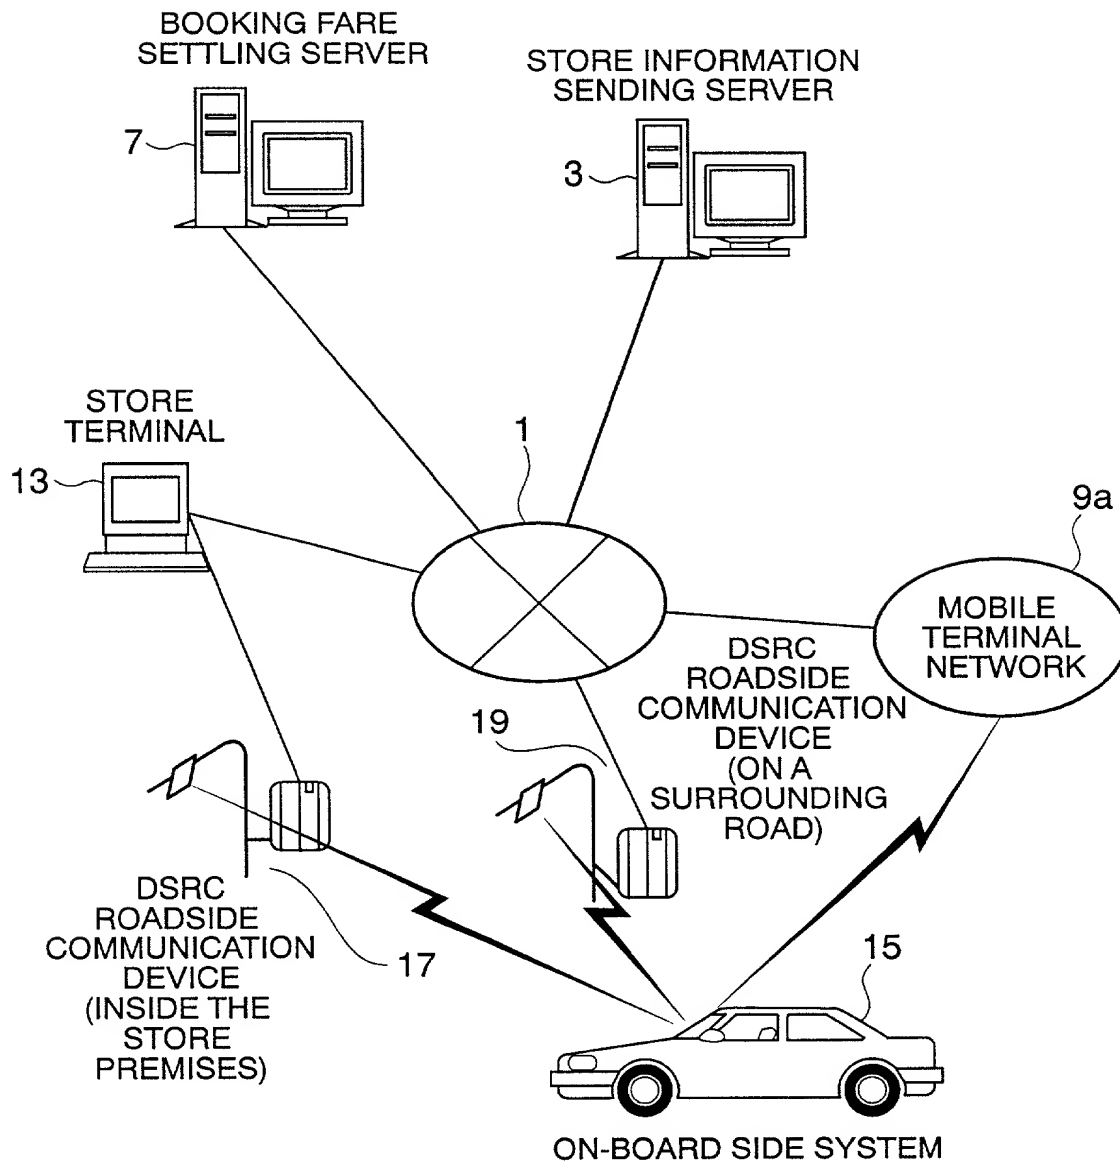 BOOKING FARE
SETTLING SERVER
7
STORE INFORMATION
SENDING SERVER
3
STORE
TERMINAL
13
1
9a
MOBILE
TERMINAL
NETWORK
DSRC
ROADSIDE
COMMUNICATION
DEVICE
(ON A
SURROUNDING
ROAD)
19
DSRC
ROADSIDE
COMMUNICATION
DEVICE
(INSIDE THE
STORE
PREMISES)
17
15
ON-BOARD SIDE SYSTEM